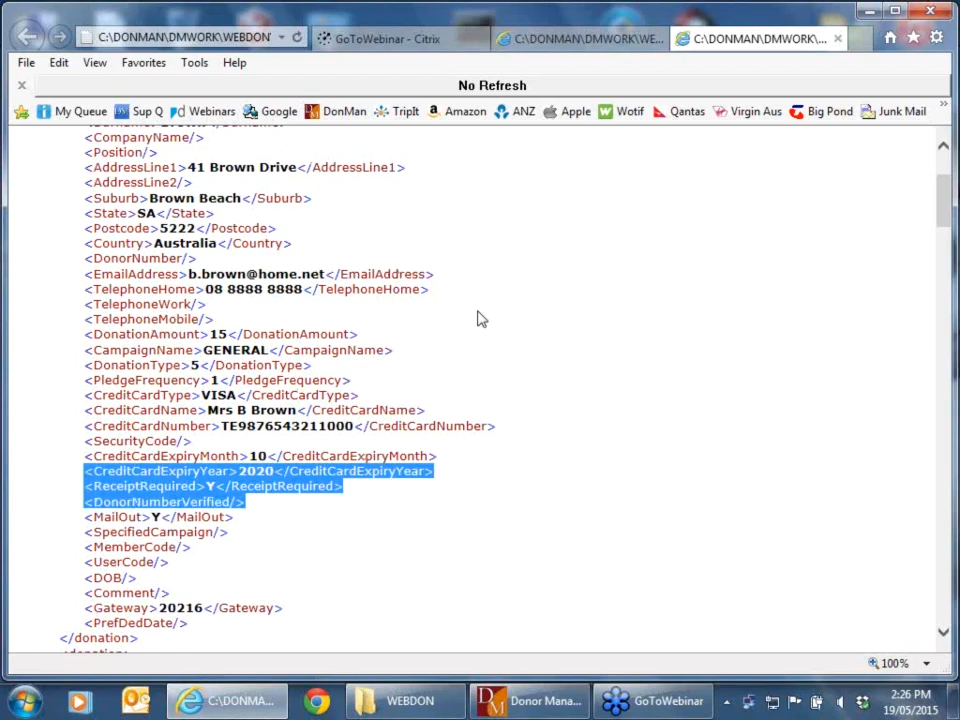 C:\DONMAN\DMWORK\WEBDON'
GoToWebinar - Citrix
C:\DONMAN\DMWORK\WE...
C:\DONMAN\DMWORK\...
File Edit View Favorites Tools Help
x No Refresh
My Queue Sup Q Webinars Google DonMan TripIt Amazon ANZ Apple Wotif Qantas Virgin Aus Big Pond Junk Mail
<CompanyName/>
<Position/>
<AddressLine1>41 Brown Drive</AddressLine1>
<AddressLine2/>
<Suburb>Brown Beach</Suburb>
<State>SA</State>
<Postcode>5222</Postcode>
<Country>Australia</Country>
<DonorNumber/>
<EmailAddress>b.brown@home.net</EmailAddress>
<TelephoneHome>08 8888 8888</TelephoneHome>
<TelephoneWork/>
<TelephoneMobile/>
<DonationAmount>15</DonationAmount>
<CampaignName>GENERAL</CampaignName>
<DonationType>5</DonationType>
<PledgeFrequency>1</PledgeFrequency>
<CreditCardType>VISA</CreditCardType>
<CreditCardName>Mrs B Brown</CreditCardName>
<CreditCardNumber>TE9876543211000</CreditCardNumber>
<SecurityCode/>
<CreditCardExpiryMonth>10</CreditCardExpiryMonth>
<CreditCardExpiryYear>2020</CreditCardExpiryYear>
<ReceiptRequired>Y</ReceiptRequired>
<DonorNumberVerified/>
<MailOut>Y</MailOut>
<SpecifiedCampaign/>
<MemberCode/>
<UserCode/>
<DOB/>
<Comment/>
<Gateway>20216</Gateway>
<PrefDedDate/>
</donation>
100%
C:\DONMA... WEBDON Donor Mana... GoToWebinar
2:26 PM
19/05/2015